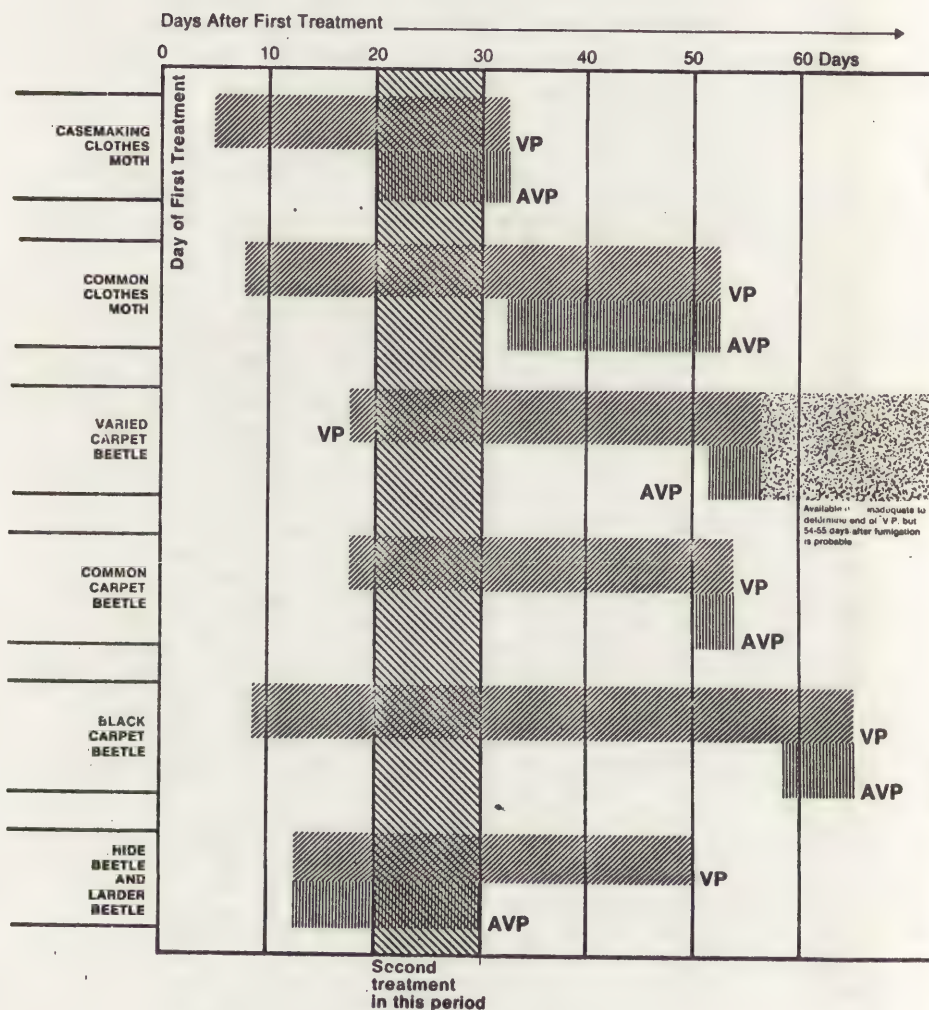 Days After First Treatment
0 10 20 30 40 50 60 Days
Day of First Treatment
CASEMAKING
CLOTHES
MOTH
VP
AVP
COMMON
CLOTHES
MOTH
VP
AVP
VARIED
CARPET
BEETLE
VP
AVP
Available inadequate to
determine end of V.P. but
54-55 days after fumigation
is probable
COMMON
CARPET
BEETLE
VP
AVP
BLACK
CARPET
BEETLE
VP
AVP
HIDE
BEETLE
AND
LARDER
BEETLE
VP
AVP
Second
treatment
in this period